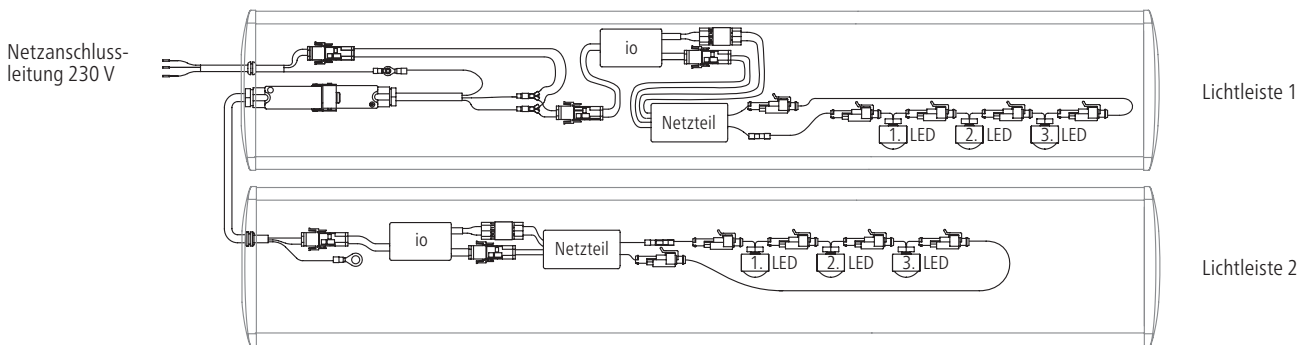 Netzanschluss-
leitung 230 V
io
Netzteil
1. LED
2. LED
3. LED
Lichtleiste 1
io
Netzteil
1. LED
2. LED
3. LED
Lichtleiste 2